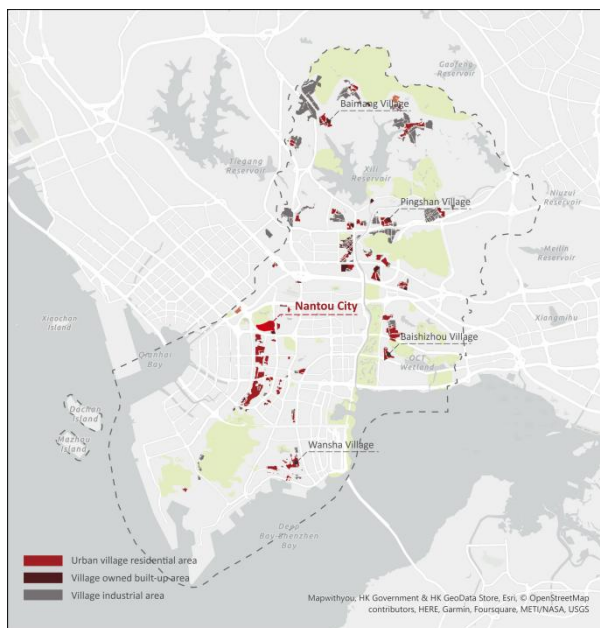 Gaofeng
Reservoir
Baimang Village
Tiegang
Reservoir
Xili
Reservoir
Pingshan Village
Niuzui
Reservoir
Meilin
Reservoir
Nantou City
Xiaochan
Island
Qianhai
Bay
Xiangmihu
Baishizhou Village
OCT
Wetland
Dachan
Island
Mazhou
Island
Wansha Village
Deep
Bay-Shenzhen
Bay
Urban village residential area
Village owned built-up area
Village industrial area
Mapwithyou, HK Government & HK GeoData Store, Esri, © OpenStreetMap
contributors, HERE, Garmin, Foursquare, METI/NASA, USGS